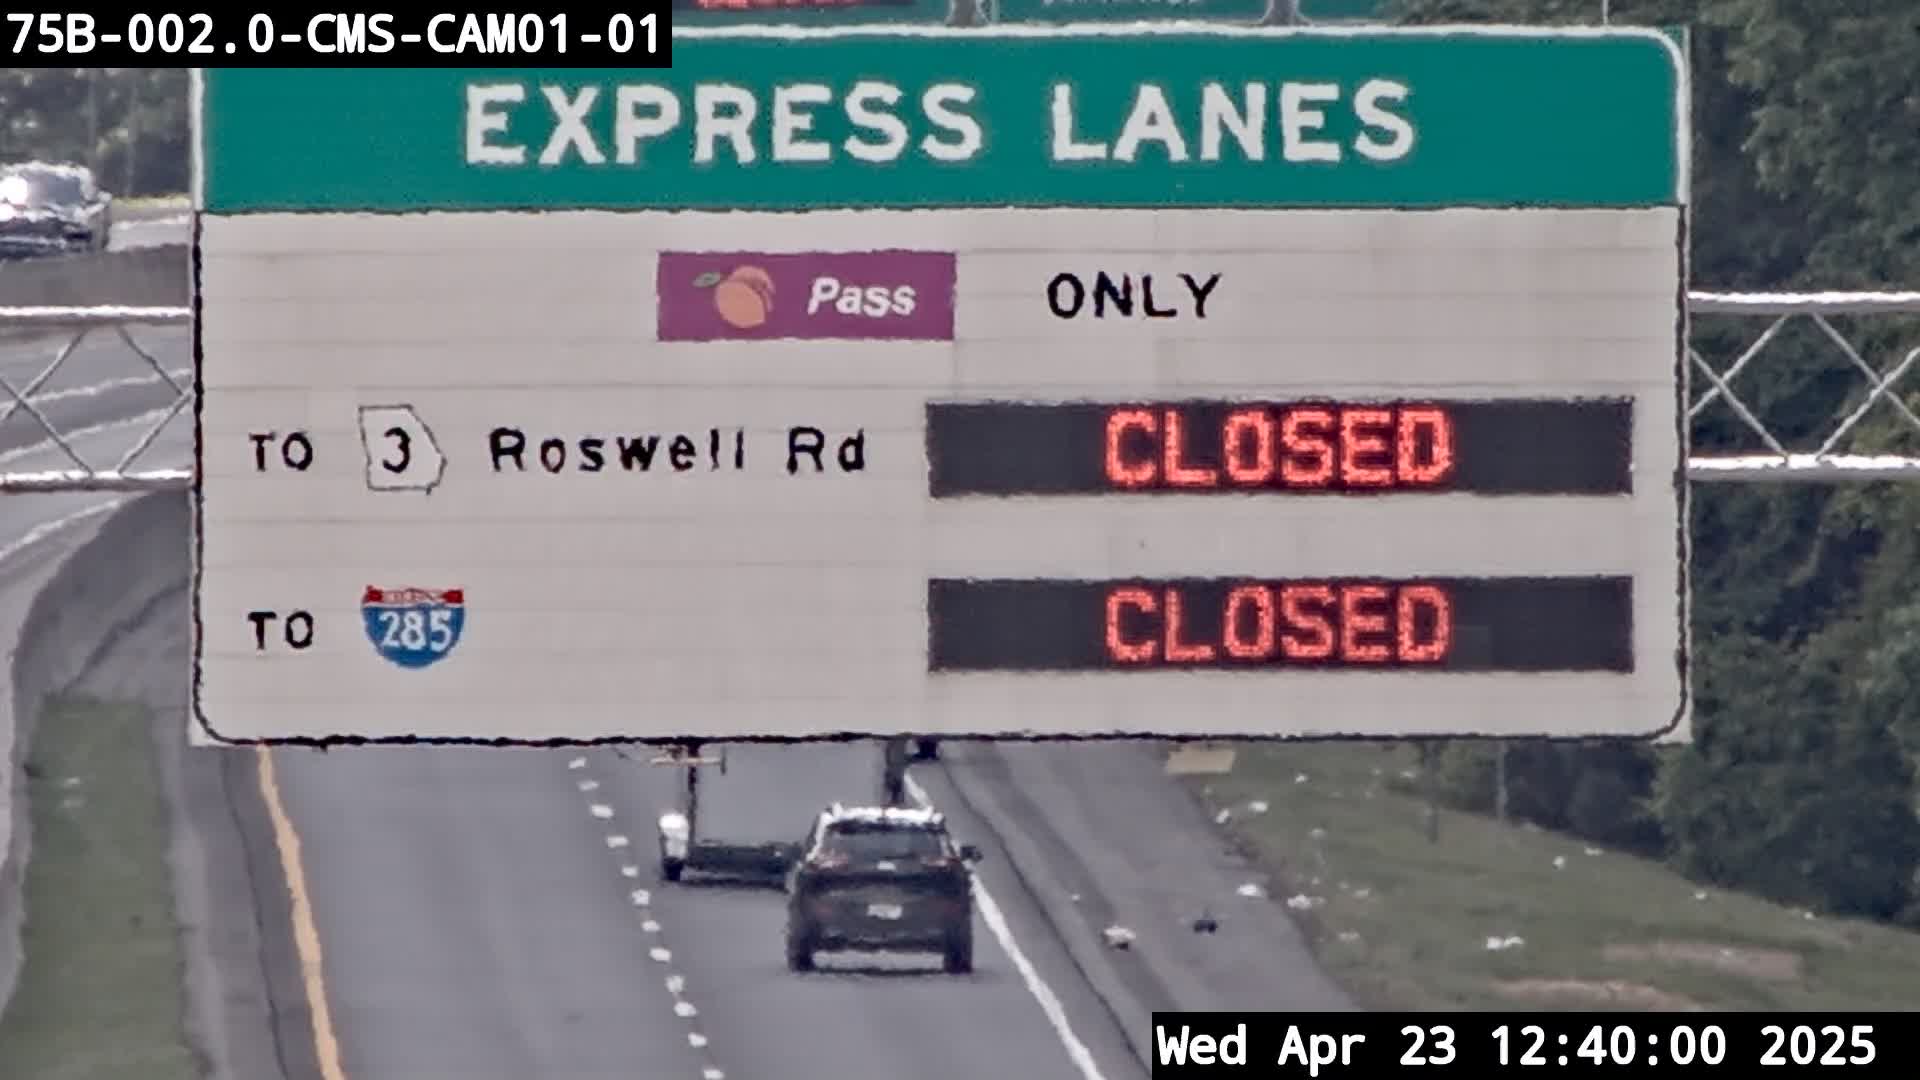 75B-002.0-CMS-CAM01-01
EXPRESS LANES
Pass ONLY
TO 3 Roswell Rd CLOSED
TO 285 CLOSED
Wed Apr 23 12:40:00 2025